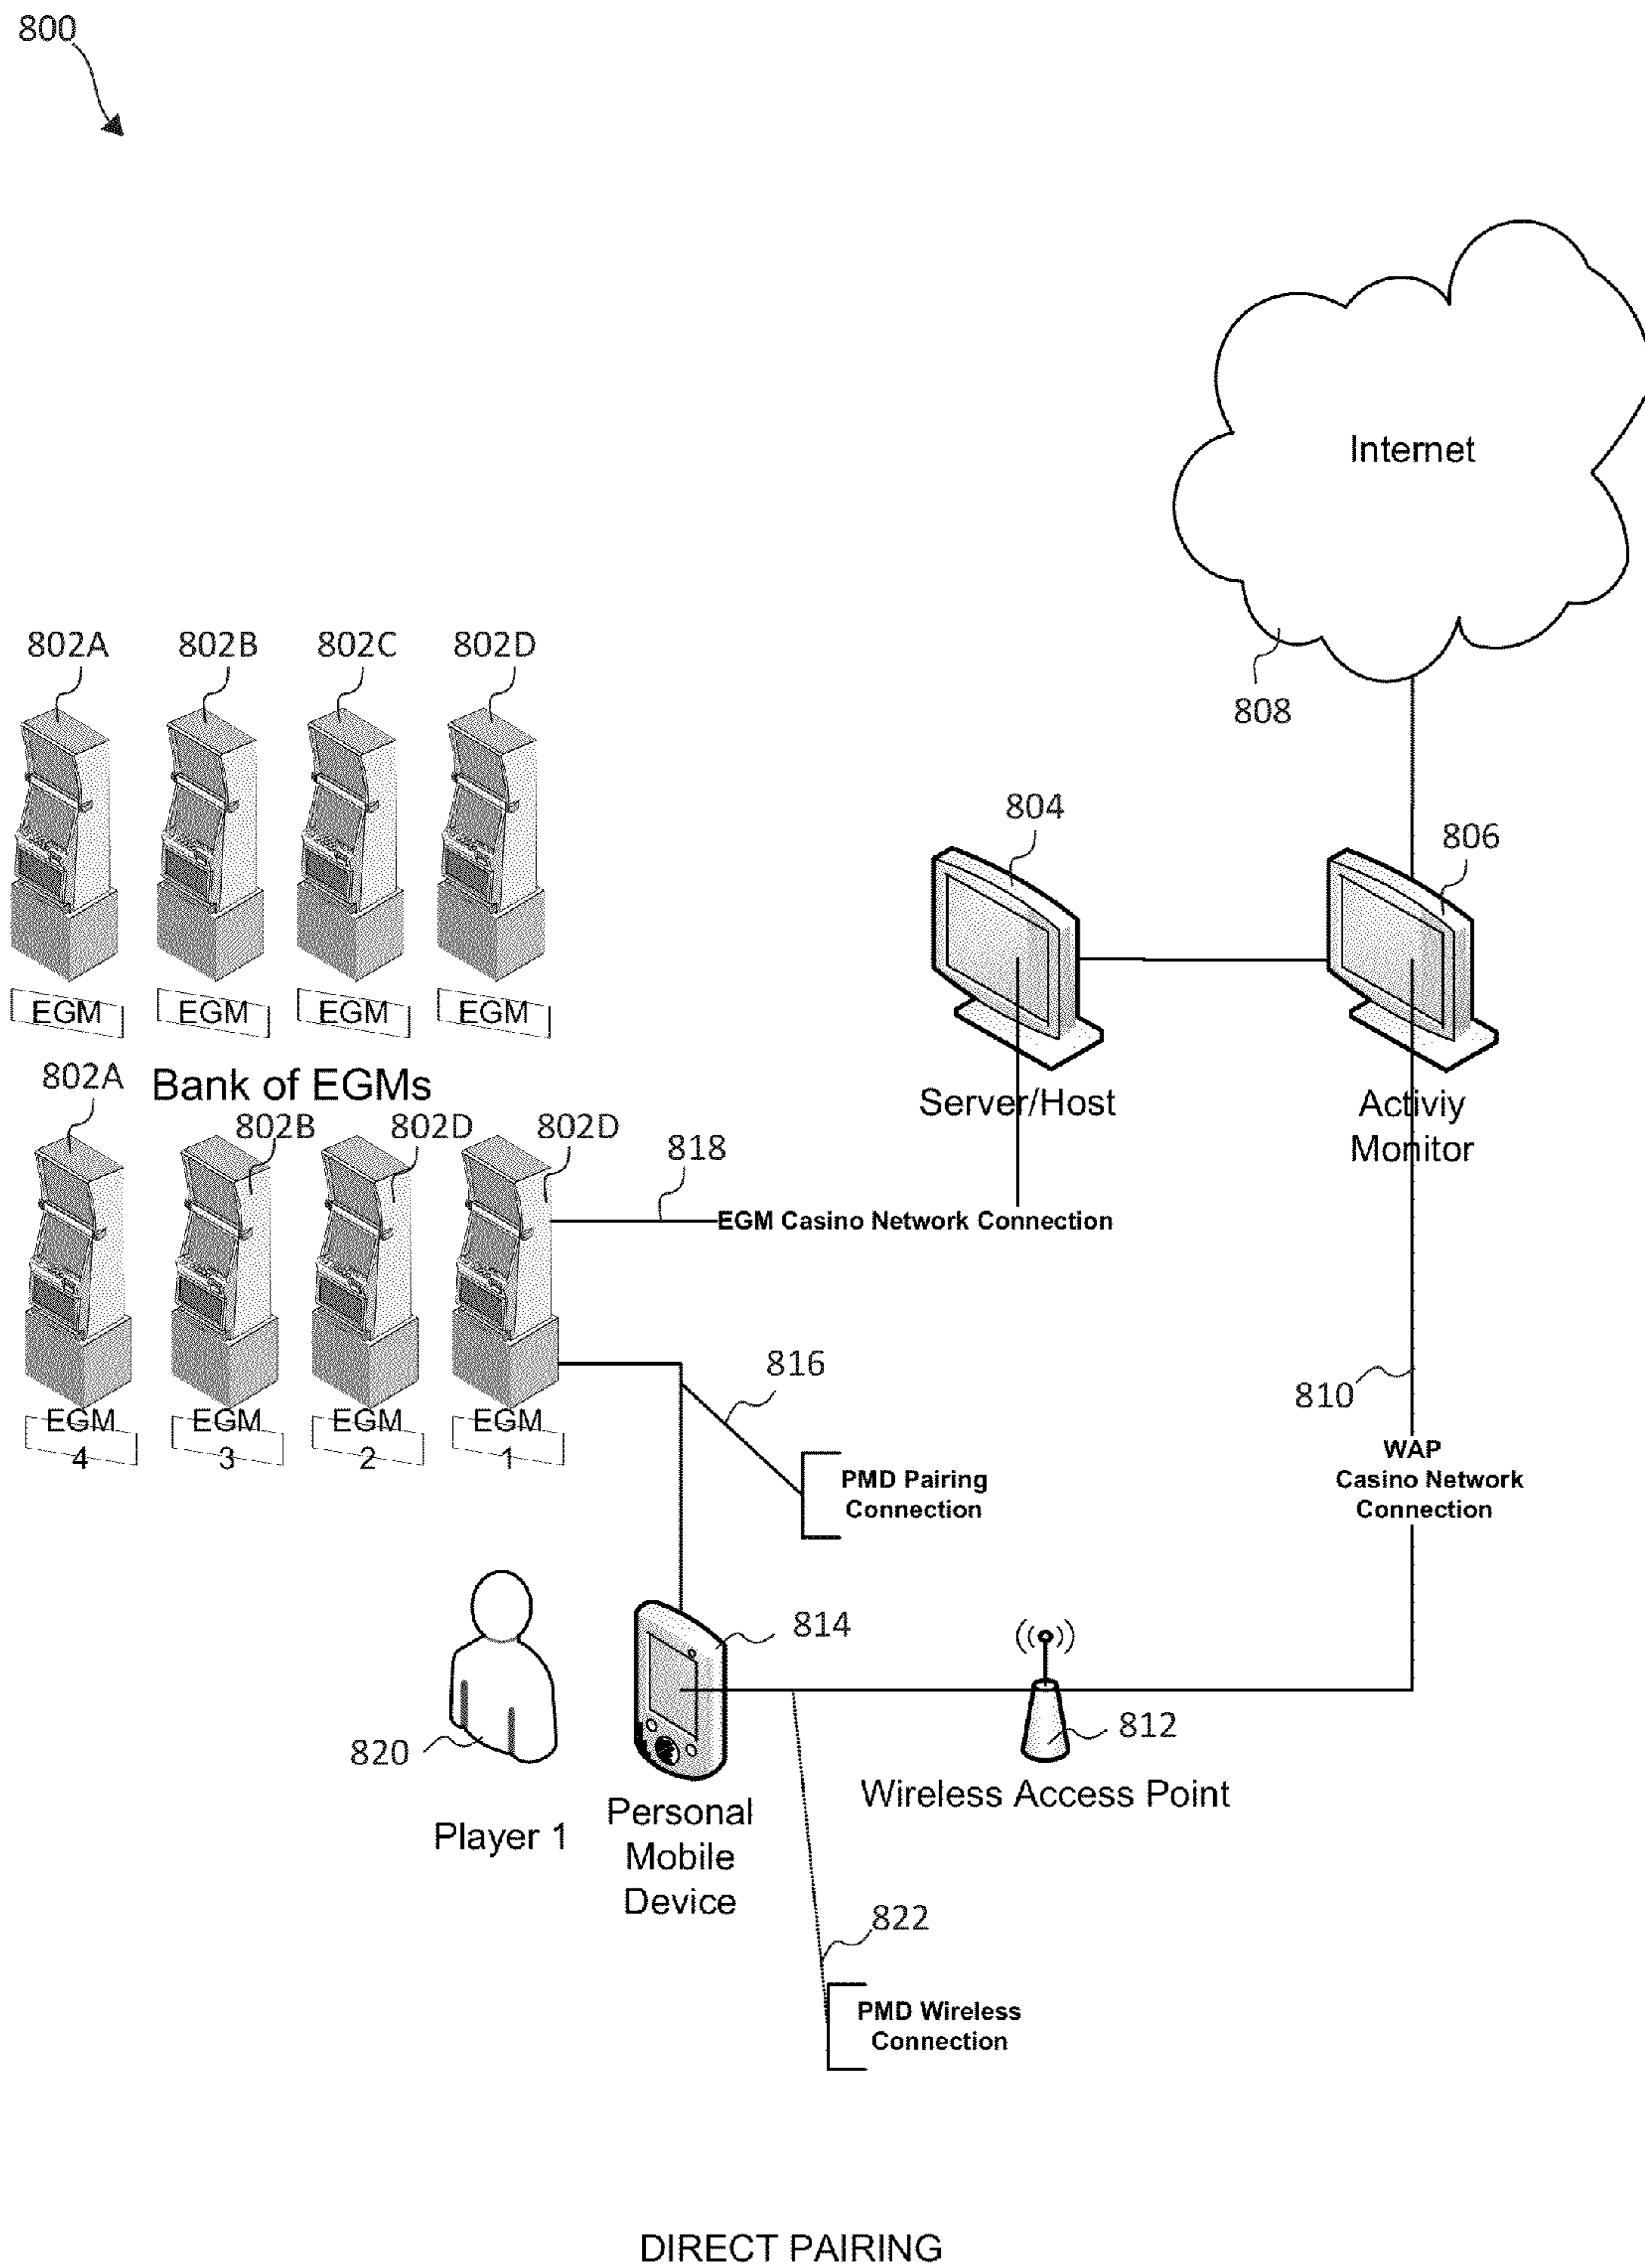 800
Internet
808
802A 802B 802C 802D
804
806
EGM EGM EGM EGM
Server/Host
Activiy
Monitor
Bank of EGMs
802A
802B 802D 802D
818
EGM Casino Network Connection
816
810
EGM
4
EGM
3
EGM
2
EGM
1
PMD Pairing
Connection
WAP
Casino Network
Connection
814
812
820
Player 1
Personal
Mobile
Device
Wireless Access Point
822
PMD Wireless
Connection
DIRECT PAIRING